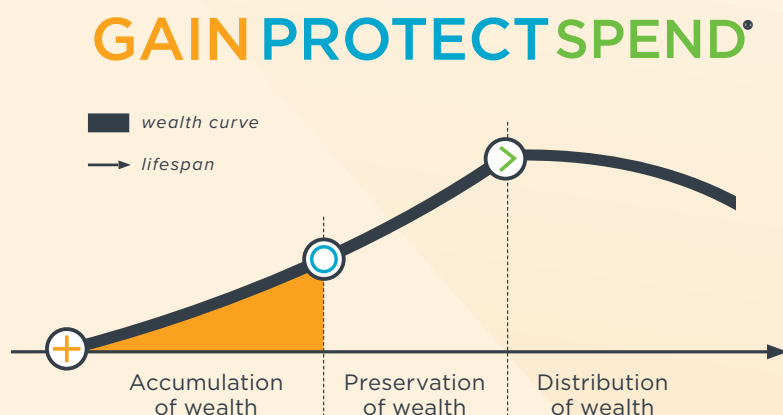 GAIN PROTECT SPEND
wealth curve
lifespan
Accumulation of wealth
Preservation of wealth
Distribution of wealth